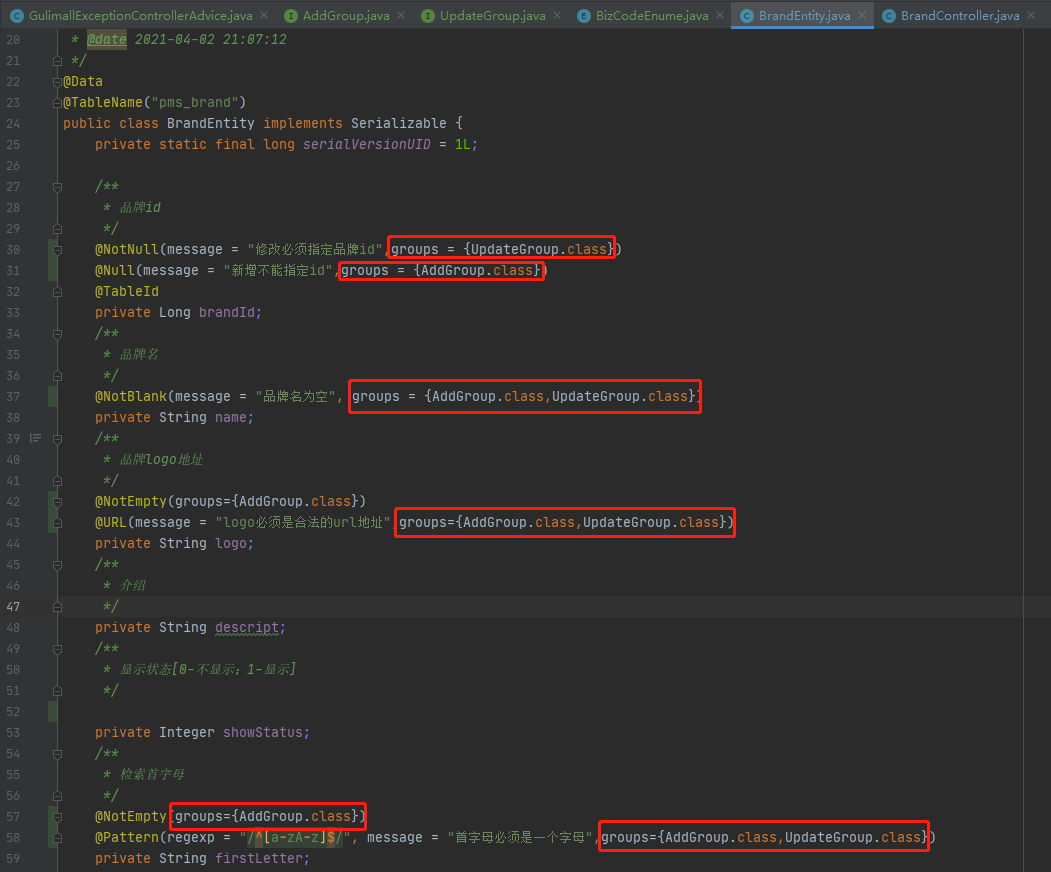 GulimallExceptionControllerAdvice.java AddGroup.java UpdateGroup.java BizCodeEnume.java BrandEntity.java BrandController.java
20 * @date 2021-04-02 21:07:12
21 */
22 @Data
23 @TableName("pms_brand")
24 public class BrandEntity implements Serializable {
25 private static final long serialVersionUID = 1L;
26
27 /**
28 * 品牌id
29 */
30 @NotNull(message = "修改必须指定品牌id",groups = {UpdateGroup.class})
31 @Null(message = "新增不能指定id",groups = {AddGroup.class})
32 @TableId
33 private Long brandId;
34 /**
35 * 品牌名
36 */
37 @NotBlank(message = "品牌名为空", groups = {AddGroup.class,UpdateGroup.class})
38 private String name;
39 /**
40 * 品牌logo地址
41 */
42 @NotEmpty(groups={AddGroup.class})
43 @URL(message = "logo必须是合法的url地址",groups={AddGroup.class,UpdateGroup.class})
44 private String logo;
45 /**
46 * 介绍
47 */
48 private String descript;
49 /**
50 * 显示状态[0-不显示；1-显示]
51 */
52
53 private Integer showStatus;
54 /**
55 * 检索首字母
56 */
57 @NotEmpty(groups={AddGroup.class})
58 @Pattern(regexp = "/^[a-zA-z]$/", message = "首字母必须是一个字母",groups={AddGroup.class,UpdateGroup.class})
59 private String firstLetter;